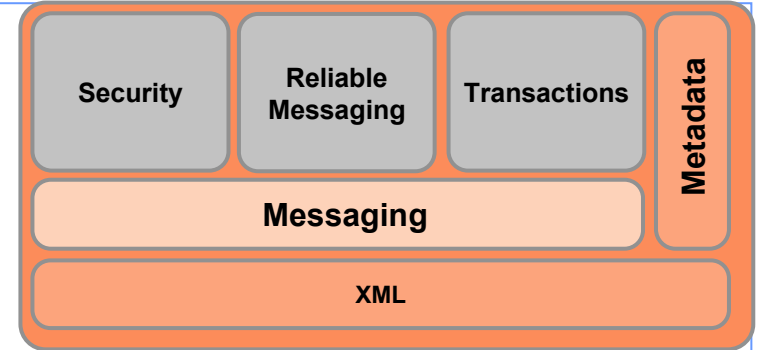 Security
Reliable
Messaging
Transactions
Metadata
Messaging
XML